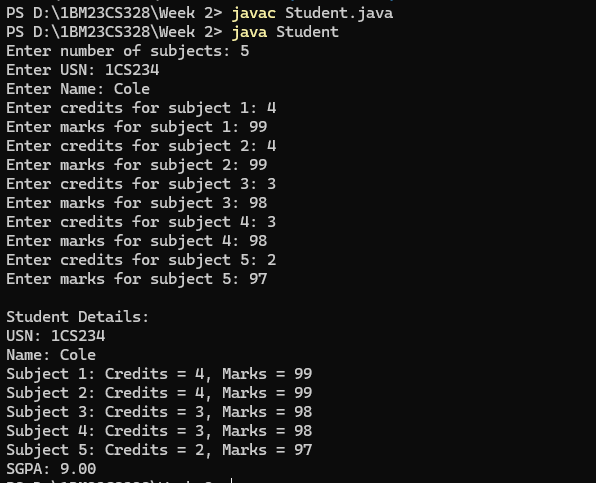 PS D:\1BM23CS328\Week 2> javac Student.java
PS D:\1BM23CS328\Week 2> java Student
Enter number of subjects: 5
Enter USN: 1CS234
Enter Name: Cole
Enter credits for subject 1: 4
Enter marks for subject 1: 99
Enter credits for subject 2: 4
Enter marks for subject 2: 99
Enter credits for subject 3: 3
Enter marks for subject 3: 98
Enter credits for subject 4: 3
Enter marks for subject 4: 98
Enter credits for subject 5: 2
Enter marks for subject 5: 97
Student Details:
USN: 1CS234
Name: Cole
Subject 1: Credits = 4, Marks = 99
Subject 2: Credits = 4, Marks = 99
Subject 3: Credits = 3, Marks = 98
Subject 4: Credits = 3, Marks = 98
Subject 5: Credits = 2, Marks = 97
SGPA: 9.00